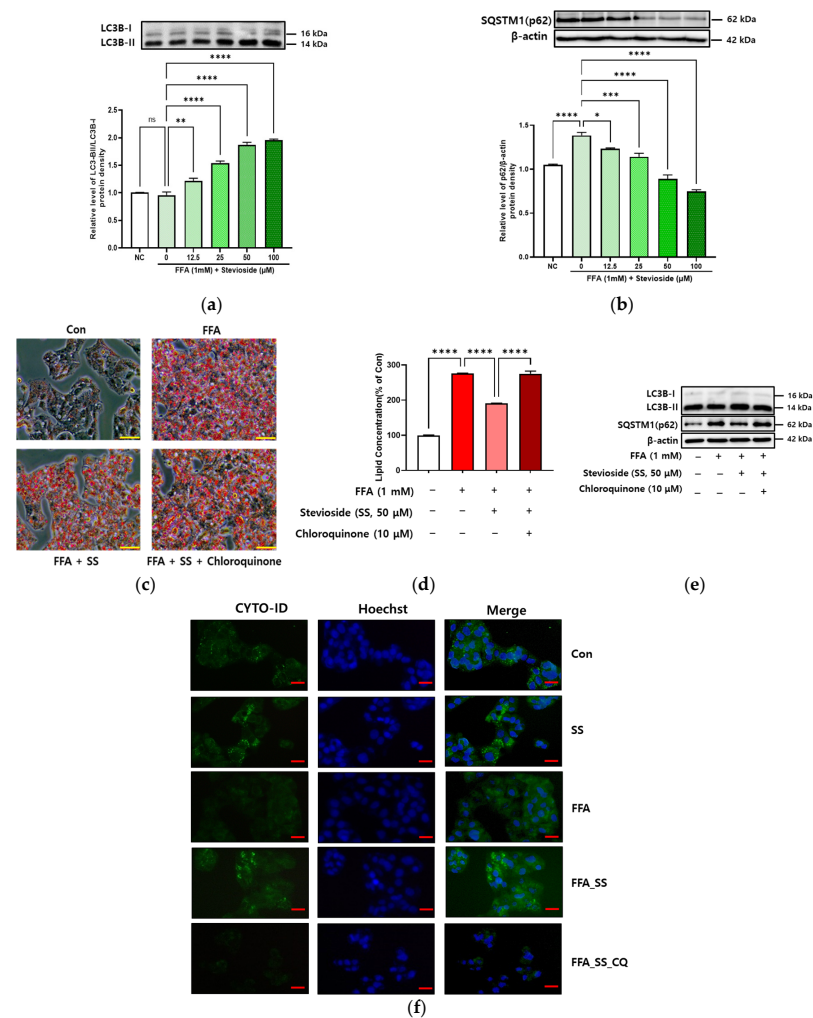 LC3B-I
LC3B-II
16 kDa
14 kDa
****
****
****
ns
**
Relative level of LC3-BII/LC3B-I
protein density
2.5
2.0
1.5
1.0
0.5
0.0
NC
0
12.5
25
50
100
FFA (1mM) + Stevioside (μM)
(a)
SQSTM1(p62)
β-actin
62 kDa
42 kDa
****
****
***
****
*
Relative level of p62/β-actin
protein density
1.5
1.0
0.5
0.0
NC
0
12.5
25
50
100
FFA (1mM) + Stevioside (μM)
(b)
Con
FFA
FFA + SS
FFA + SS + Chloroquinone
(c)
****
****
****
Lipid Concentration(% of Con)
300
200
100
0
FFA (1 mM) − + + +
Stevioside (SS, 50 μM) − − + +
Chloroquinone (10 μM) − − − +
(d)
LC3B-I
LC3B-II
SQSTM1(p62)
β-actin
16 kDa
14 kDa
62 kDa
42 kDa
FFA (1 mM) − + + +
Stevioside (SS, 50 μM) − − + +
Chloroquinone (10 μM) − − − +
(e)
CYTO-ID
Hoechst
Merge
Con
SS
FFA
FFA_SS
FFA_SS_CQ
(f)